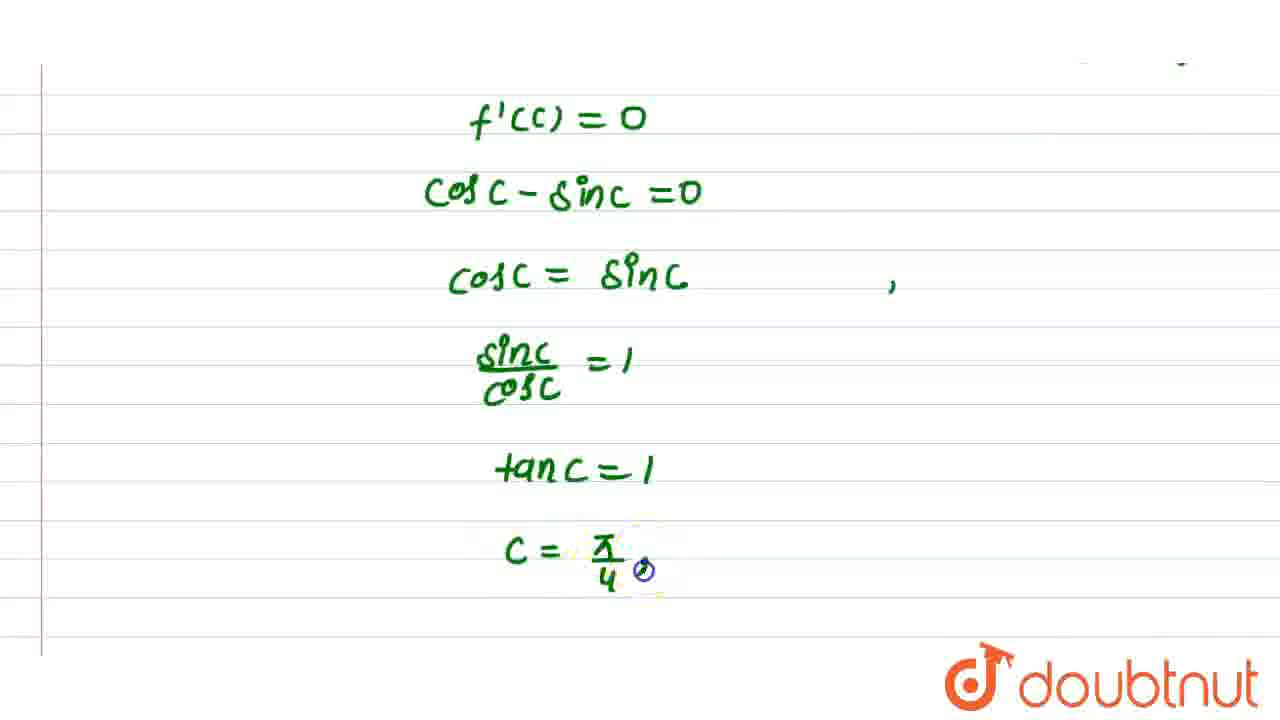 f'(c) = 0
cos c - sin c = 0
cos c = sin c ,
sin c / cos c = 1
tan c = 1
c = π/4 ,
doubtnut